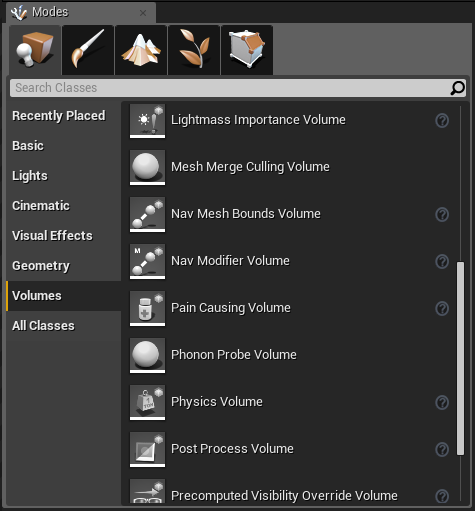 Modes
Search Classes
Recently Placed
Basic
Lights
Cinematic
Visual Effects
Geometry
Volumes
All Classes
Lightmass Importance Volume
Mesh Merge Culling Volume
Nav Mesh Bounds Volume
M
Nav Modifier Volume
Pain Causing Volume
Phonon Probe Volume
Physics Volume
Post Process Volume
Precomputed Visibility Override Volume